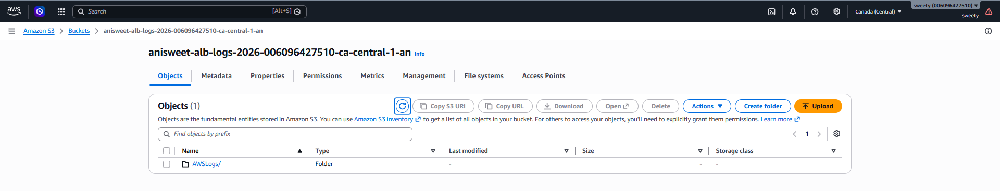 aws
Search
[Alt+S]
Canada (Central)
sweety (006096427510)
sweety
Amazon S3
Buckets
anisweet-alb-logs-2026-006096427510-ca-central-1-an
anisweet-alb-logs-2026-006096427510-ca-central-1-an Info
Objects Metadata Properties Permissions Metrics Management File systems Access Points
Objects (1)
Copy S3 URI Copy URL Download Open Delete Actions Create folder Upload
Objects are the fundamental entities stored in Amazon S3. You can use Amazon S3 inventory to get a list of all objects in your bucket. For others to access your objects, you'll need to explicitly grant them permissions. Learn more
Find objects by prefix
1
Name Type Last modified Size Storage class
AWSLogs/ Folder - - -